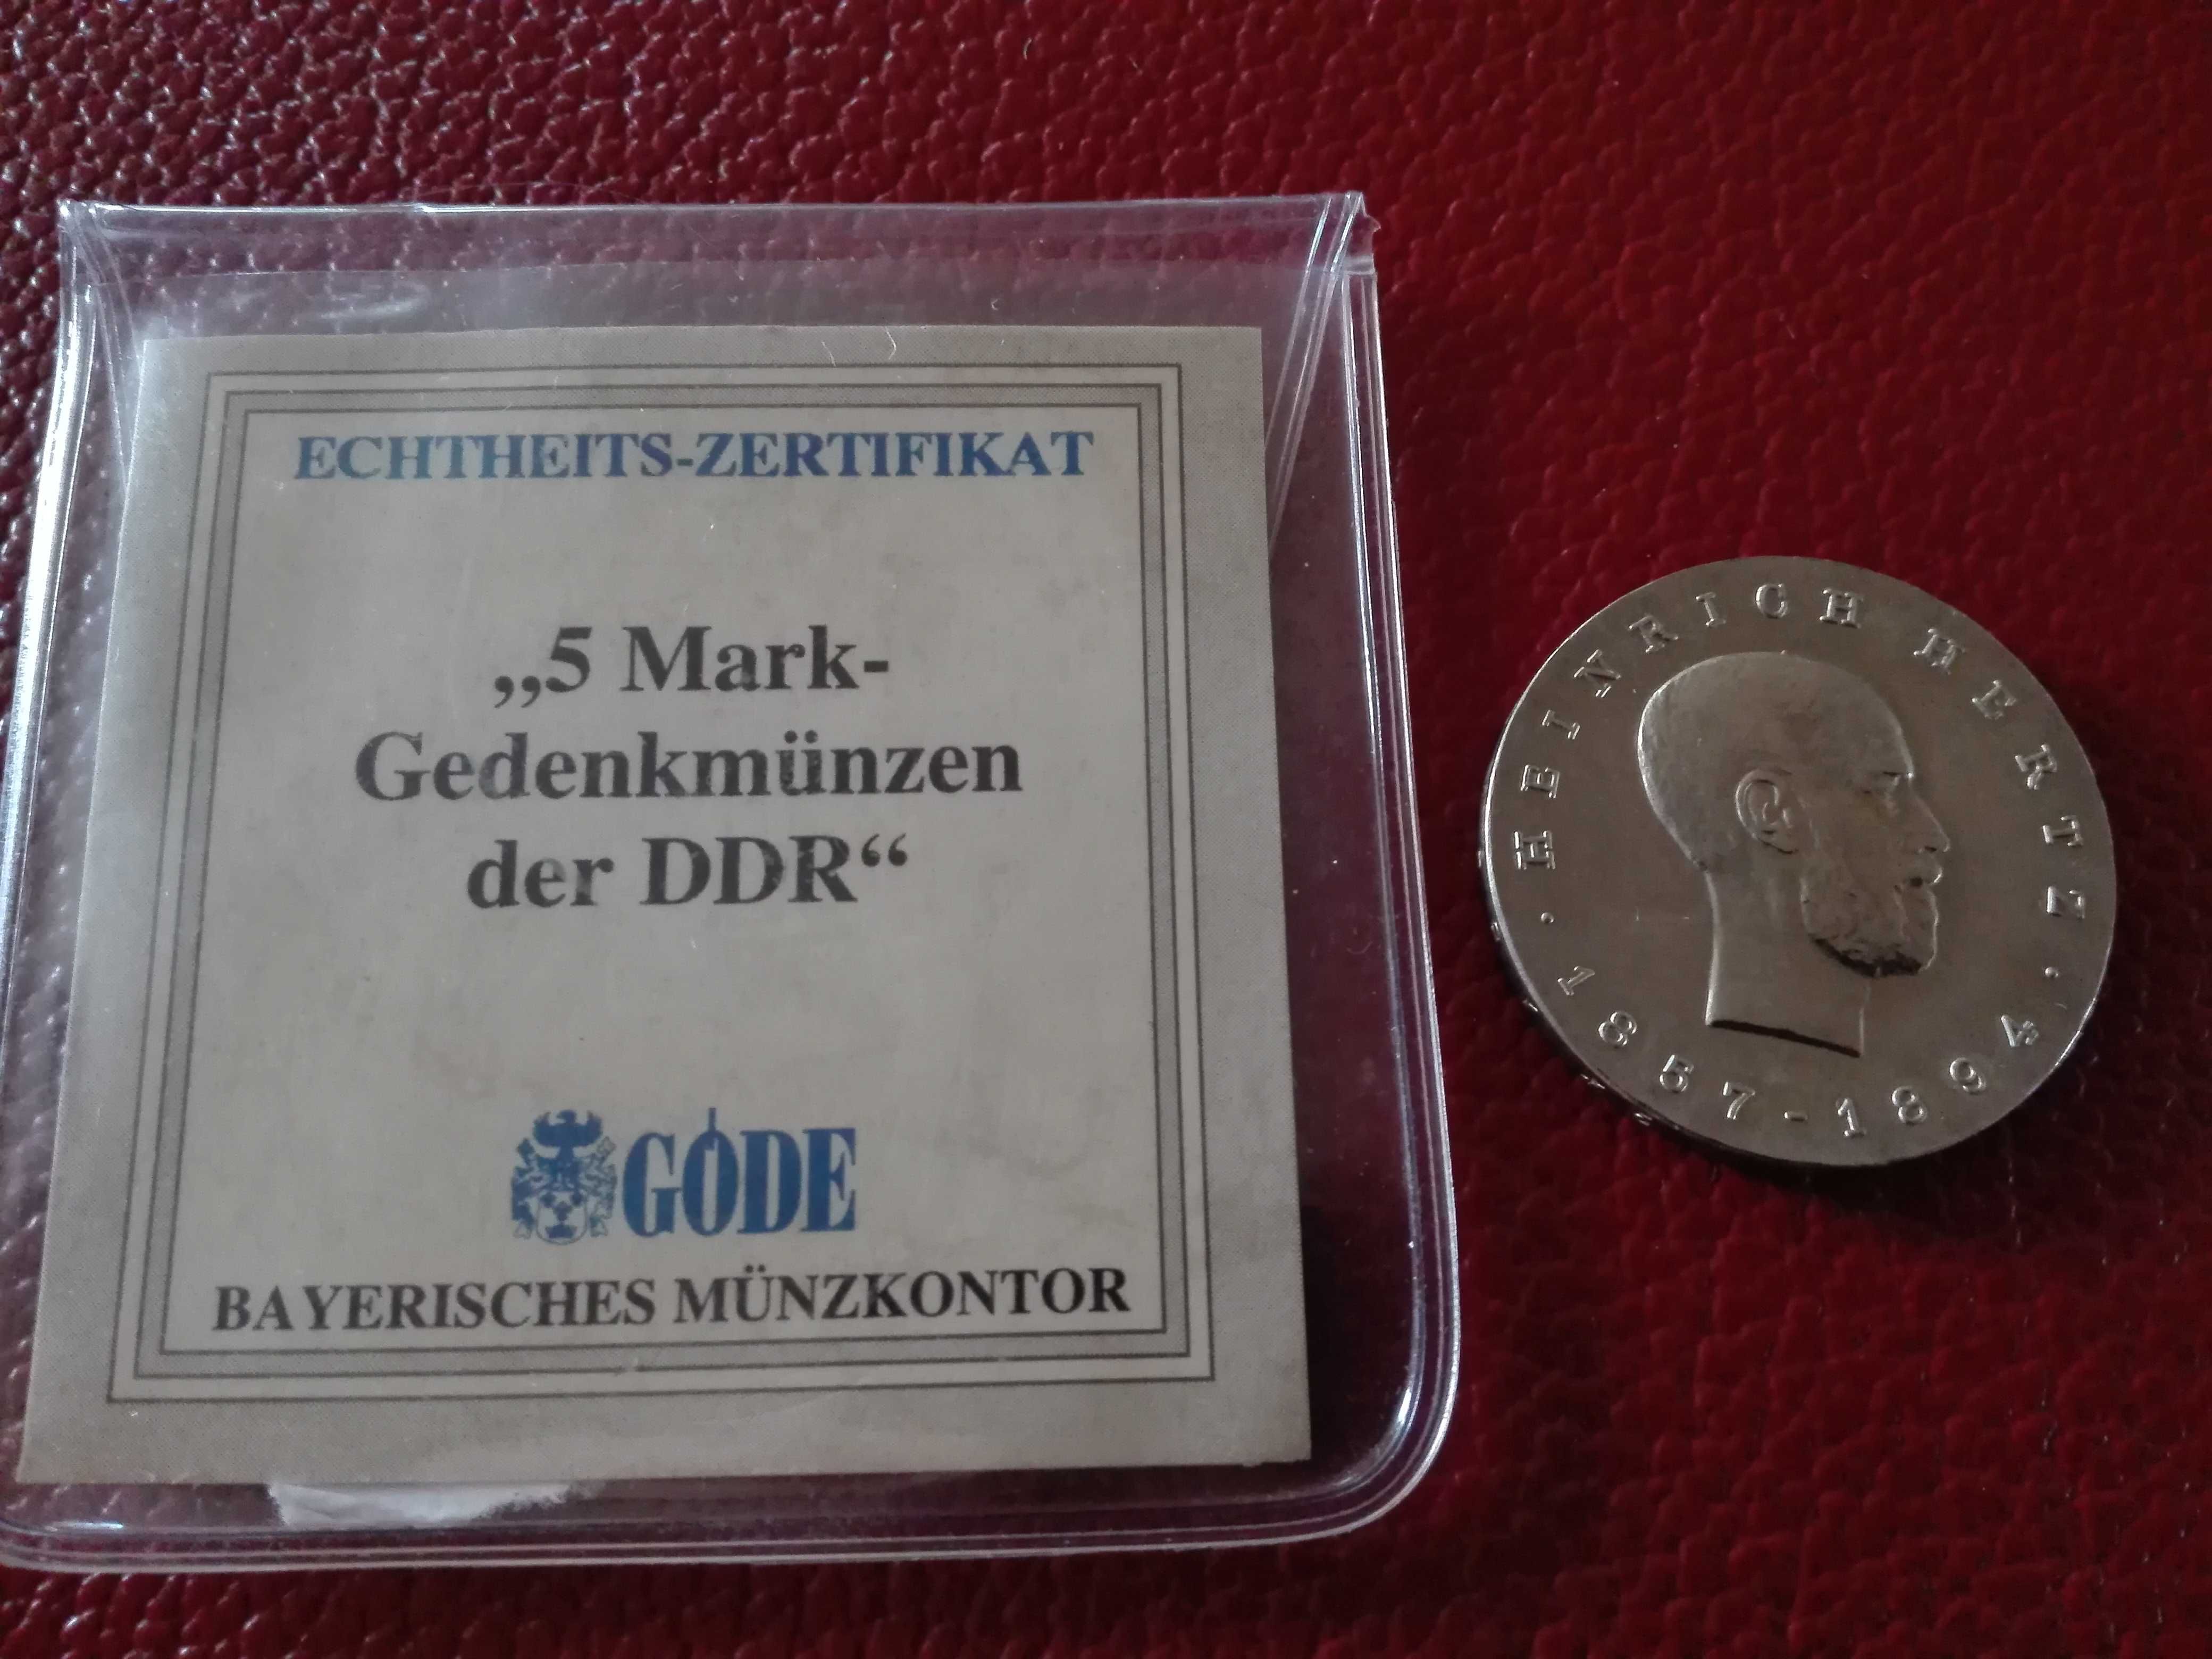 ECHTHEITS-ZERTIFIKAT
„5 Mark-
Gedenkmünzen
der DDR“
GÖDE
BAYERISCHES MÜNZKONTOR
· HEINRICH HERTZ ·
1857-1894